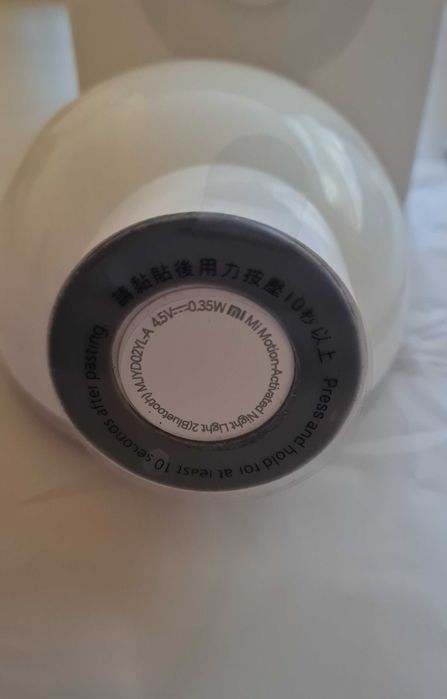 請黏貼後用力按壓10秒以上
Press and hold for at least 10 seconds after pasting.
mi Mi Motion-Activated Night Light 2(Bluetooth) MJYD02YL-A 4.5V⎓0.35W